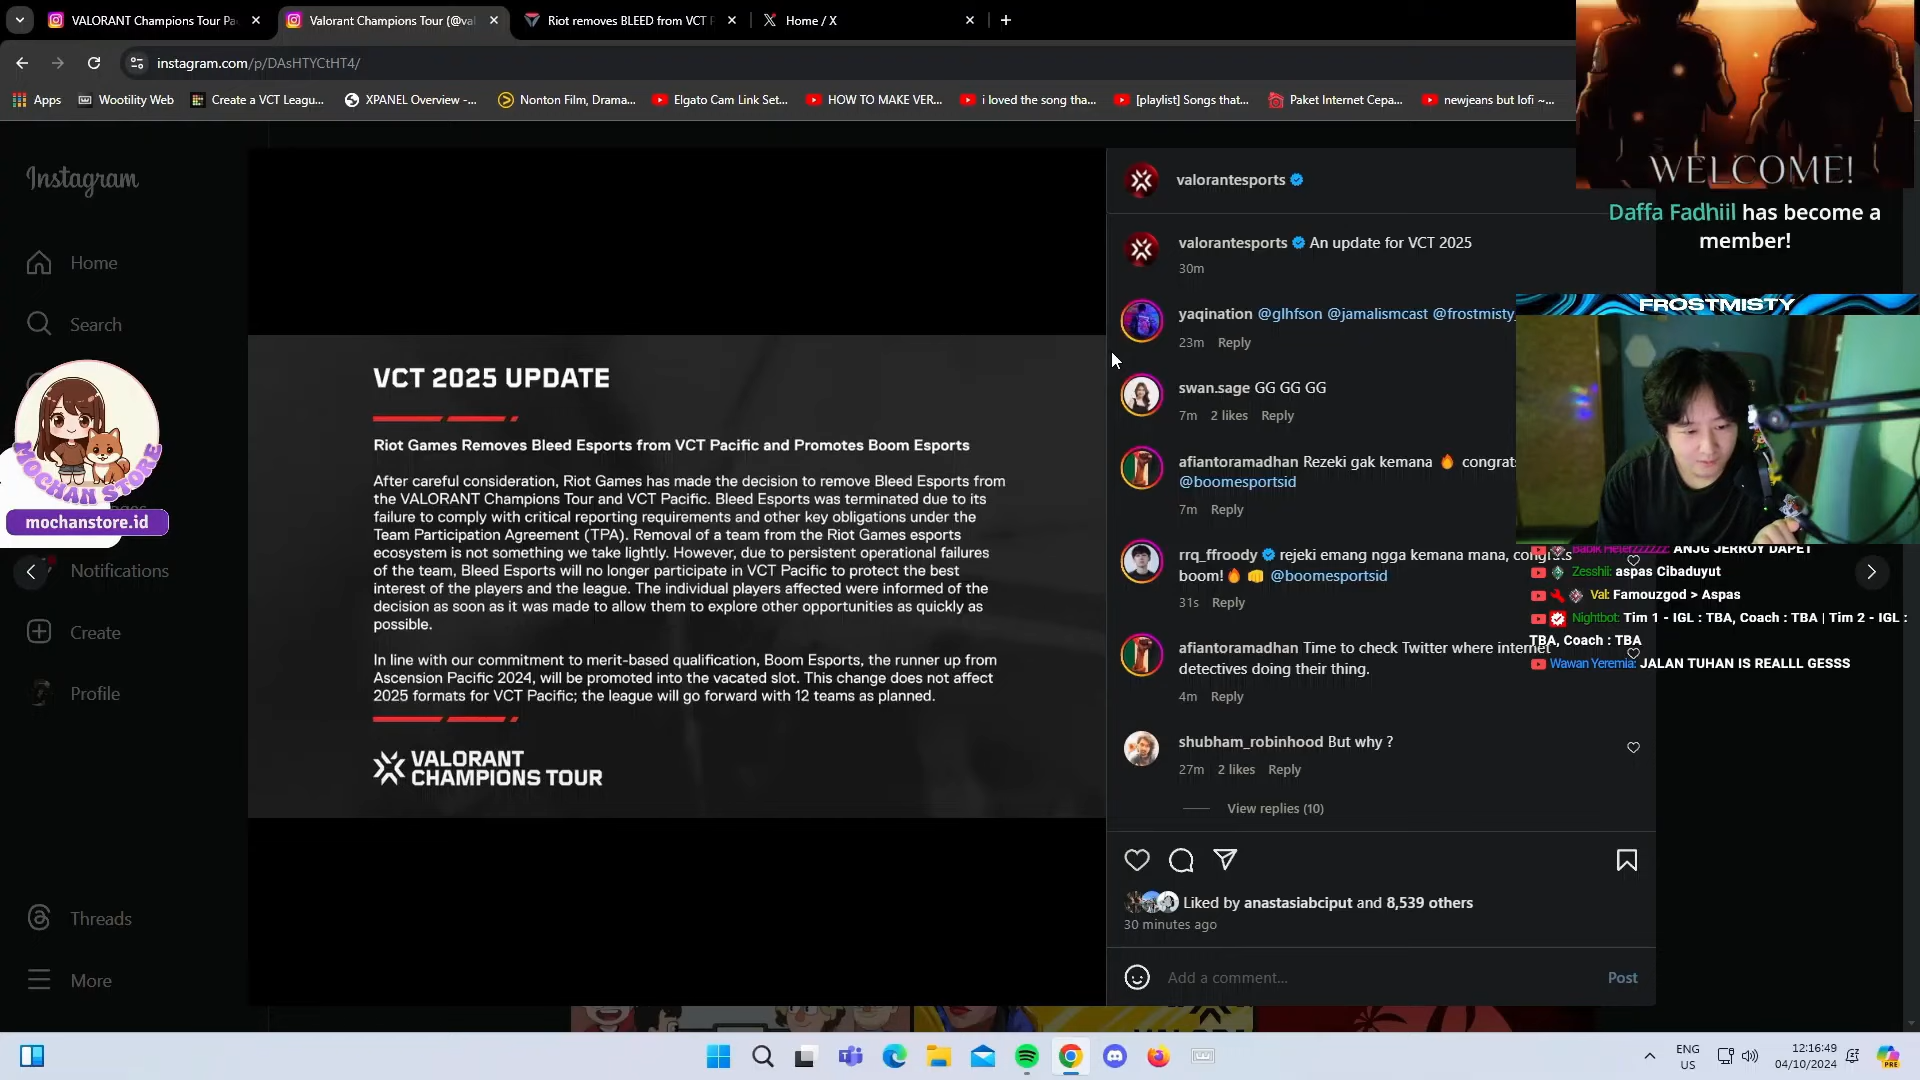 VALORANT Champions Tour Pa
Valorant Champions Tour (@val
Riot removes BLEED from VCT P
Home / X
instagram.com/p/DAsHTYCtHT4/
Apps
Wootility Web
Create a VCT Leagu...
XPANEL Overview -...
Nonton Film, Drama...
Elgato Cam Link Set...
HOW TO MAKE VER...
i loved the song tha...
[playlist] Songs that...
Paket Internet Cepa...
newjeans but lofi ~...
Instagram
Home
Search
MOCHAN STORE
mochanstore.id
Notifications
Create
Profile
Threads
More
VCT 2025 UPDATE
Riot Games Removes Bleed Esports from VCT Pacific and Promotes Boom Esports
After careful consideration, Riot Games has made the decision to remove Bleed Esports from
the VALORANT Champions Tour and VCT Pacific. Bleed Esports was terminated due to its
failure to comply with critical reporting requirements and other key obligations under the
Team Participation Agreement (TPA). Removal of a team from the Riot Games esports
ecosystem is not something we take lightly. However, due to persistent operational failures
of the team, Bleed Esports will no longer participate in VCT Pacific to protect the best
interest of the players and the league. The individual players affected were informed of the
decision as soon as it was made to allow them to explore other opportunities as quickly as
possible.
In line with our commitment to merit-based qualification, Boom Esports, the runner up from
Ascension Pacific 2024, will be promoted into the vacated slot. This change does not affect
2025 formats for VCT Pacific; the league will go forward with 12 teams as planned.
VALORANT
CHAMPIONS TOUR
valorantesports
valorantesports An update for VCT 2025
30m
yaqination @glhfson @jamalismcast @frostmisty_
23m Reply
swan.sage GG GG GG
7m 2 likes Reply
afiantoramadhan Rezeki gak kemana 🔥 congrats
@boomesportsid
7m Reply
rrq_ffroody rejeki emang ngga kemana mana, congrats
boom!🔥 👊 @boomesportsid
31s Reply
afiantoramadhan Time to check Twitter where internet
detectives doing their thing.
4m Reply
shubham_robinhood But why ?
27m 2 likes Reply
View replies (10)
Liked by anastasiabciput and 8,539 others
30 minutes ago
Add a comment...
Post
WELCOME!
Daffa Fadhiil has become a
member!
FROSTMISTY
ANJG JERROY DAPET
Zesshii: aspas Cibaduyut
Val: Famouzgod > Aspas
Nightbot: Tim 1 - IGL : TBA, Coach : TBA | Tim 2 - IGL :
TBA, Coach : TBA
Wawan Yeremia: JALAN TUHAN IS REALLL GESSS
ENG
US
12:16:49
04/10/2024
PRE